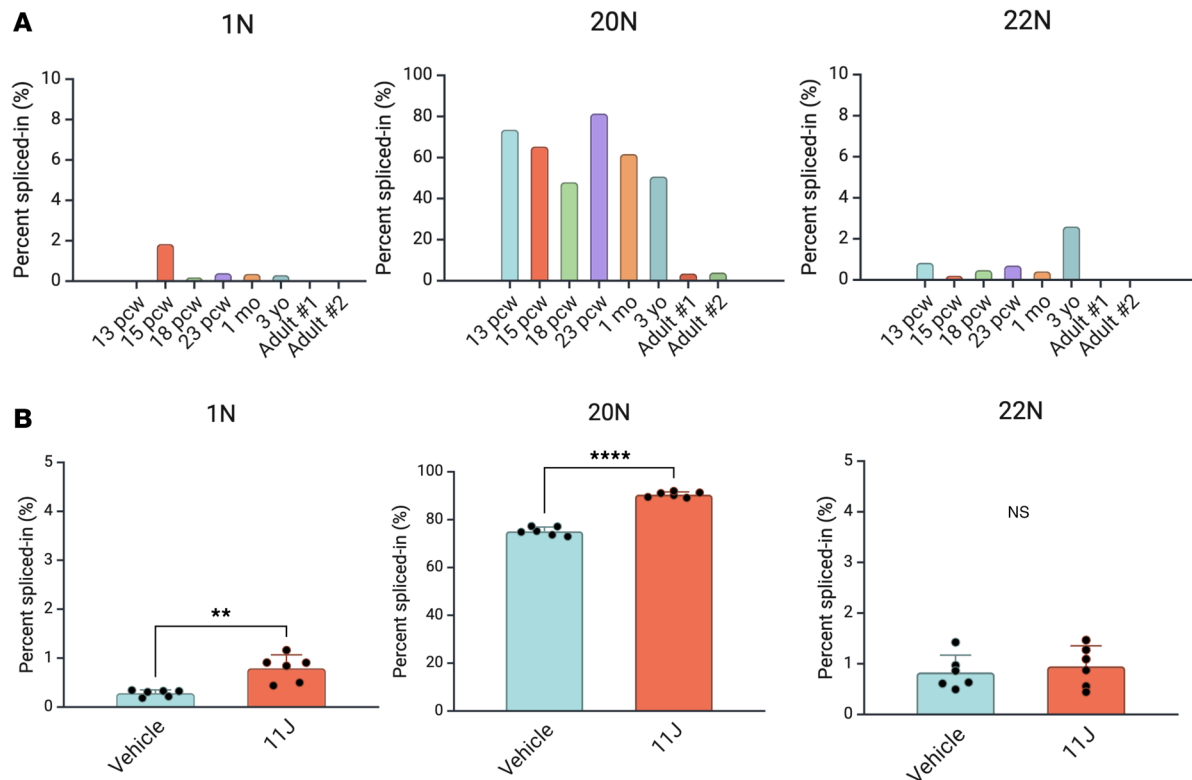 A
1N
20N
22N
Percent spliced-in (%)
10
8
6
4
2
0
13 pcw
15 pcw
18 pcw
23 pcw
1 mo
3 yo
Adult #1
Adult #2
Percent spliced-in (%)
100
80
60
40
20
0
13 pcw
15 pcw
18 pcw
23 pcw
1 mo
3 yo
Adult #1
Adult #2
Percent spliced-in (%)
10
8
6
4
2
0
13 pcw
15 pcw
18 pcw
23 pcw
1 mo
3 yo
Adult #1
Adult #2
B
1N
20N
22N
Percent spliced-in (%)
5
4
3
2
1
0
**
Vehicle
11J
Percent spliced-in (%)
100
80
60
40
20
0
****
Vehicle
11J
Percent spliced-in (%)
5
4
3
2
1
0
NS
Vehicle
11J